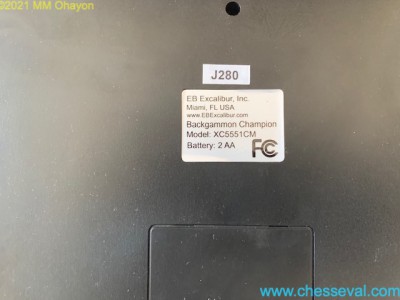 ©2021 MM Ohayon
J280
EB Excalibur, Inc.
Miami, FL USA
www.EBExcalibur.com
Backgammon Champion
Model: XC5551CM
Battery: 2 AA
FC
www.chesseval.com